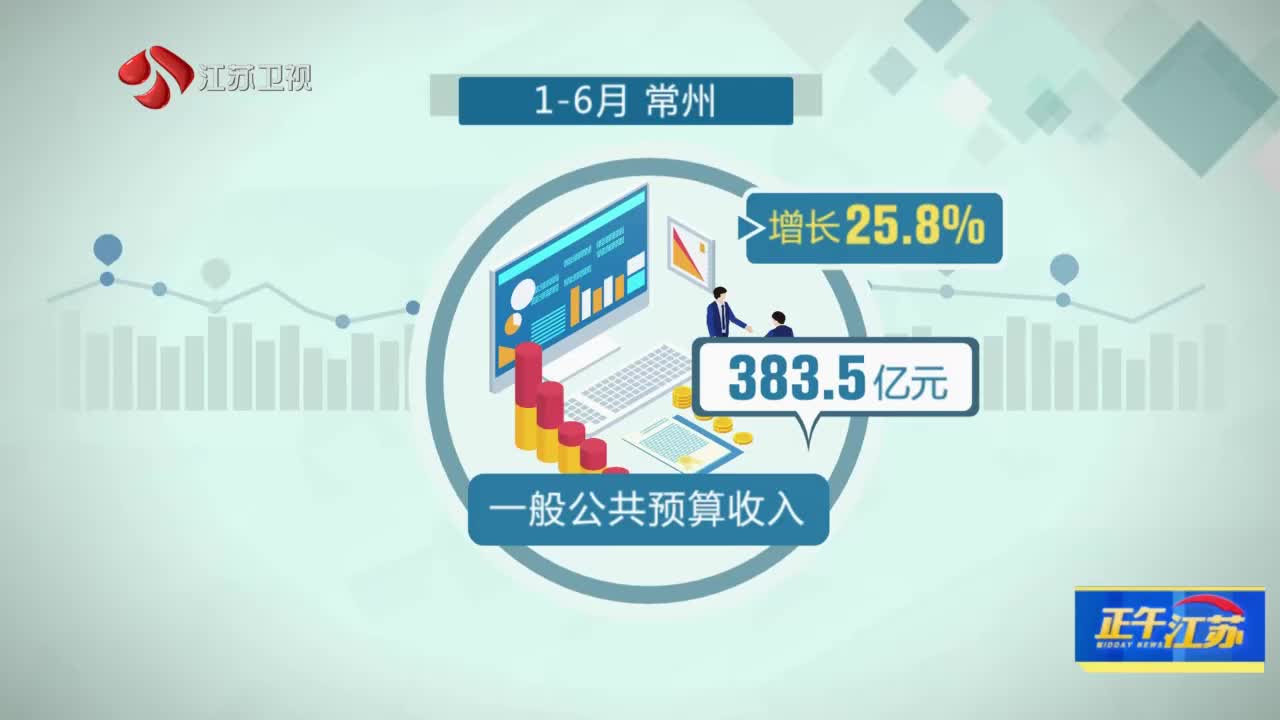 江苏卫视
1-6月 常州
增长25.8%
383.5亿元
一般公共预算收入
正午江苏
MIDDAY NEWS